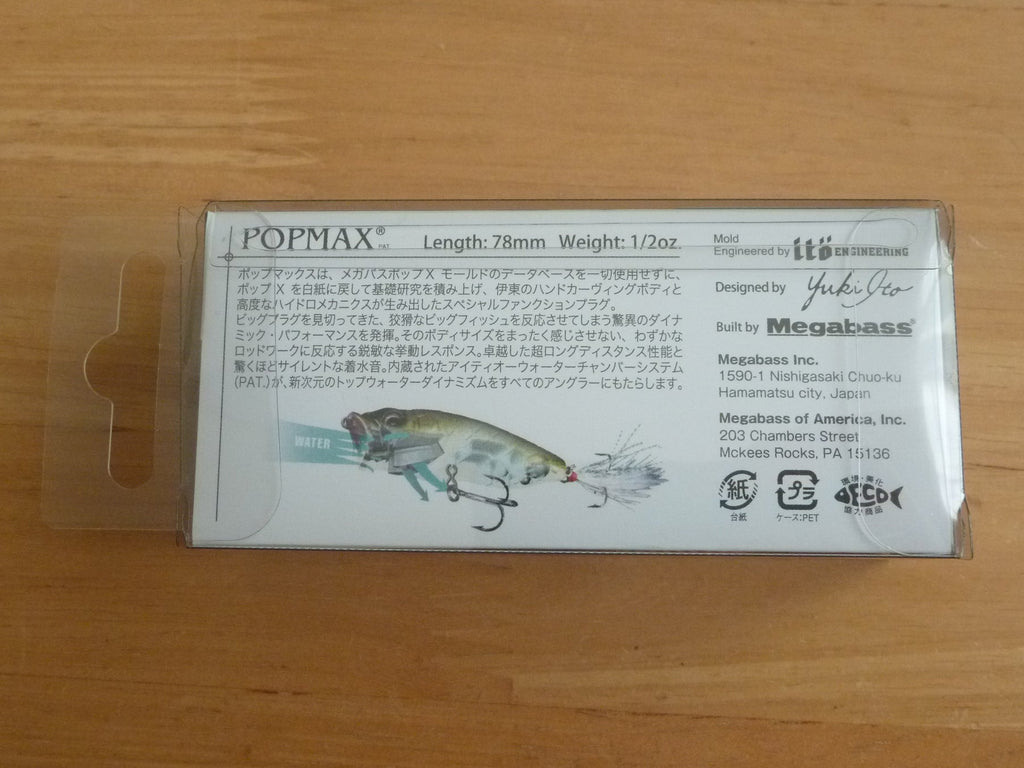 POPMAX® PAT.
Length: 78mm Weight: 1/2oz.
ポップマックスは、メガバスポップX モールドのデータベースを一切使用せずに、
ポップX を白紙に戻して基礎研究を積み上げ、伊東のハンドカーヴィングボディと
高度なハイドロメカニクスが生み出したスペシャルファンクションプラグ。
ビッグプラグを見切ってきた、狡猾なビッグフィッシュを反応させてしまう驚異のダイナ
ミック・パフォーマンスを発揮。そのボディサイズをまったく感じさせない、わずかな
ロッドワークに反応する鋭敏な挙動レスポンス。卓越した超ロングディスタンス性能と
驚くほどサイレントな着水音。内蔵されたアイティオーウォーターチャンバーシステム
(PAT.)が、新次元のトップウォーターダイナミズムをすべてのアングラーにもたらします。
WATER
Mold
Engineered by itö ENGINEERING
Designed by Yuki Ito
Built by Megabass®
Megabass Inc.
1590-1 Nishigasaki Chuo-ku
Hamamatsu city, Japan
Megabass of America, Inc.
203 Chambers Street
Mckees Rocks, PA 15136
紙
台紙
プラ
ケース:PET
環境・美化
ECO
協力商品